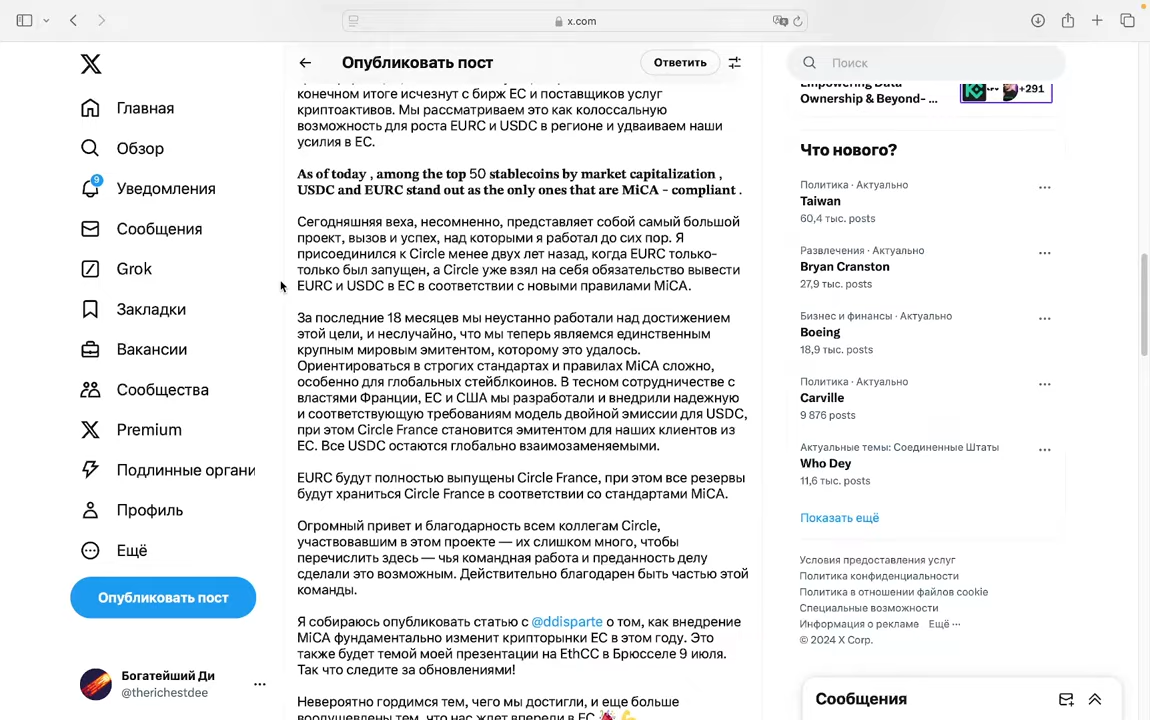 x.com
Главная
Обзор
9
Уведомления
Сообщения
Grok
Закладки
Вакансии
Сообщества
Premium
Подлинные органи
Профиль
Ещё
Опубликовать пост
Богатейший Ди
@therichestdee
Опубликовать пост
Ответить
конечном итоге исчезнут с бирж ЕС и поставщиков услуг
криптоактивов. Мы рассматриваем это как колоссальную
возможность для роста EURC и USDC в регионе и удваиваем наши
усилия в ЕС.
As of today , among the top 50 stablecoins by market capitalization ,
USDC and EURC stand out as the only ones that are MiCA - compliant .
Сегодняшняя веха, несомненно, представляет собой самый большой
проект, вызов и успех, над которыми я работал до сих пор. Я
присоединился к Circle менее двух лет назад, когда EURC только-
только был запущен, а Circle уже взял на себя обязательство вывести
EURC и USDC в ЕС в соответствии с новыми правилами MiCA.
За последние 18 месяцев мы неустанно работали над достижением
этой цели, и неслучайно, что мы теперь являемся единственным
крупным мировым эмитентом, которому это удалось.
Ориентироваться в строгих стандартах и правилах MiCA сложно,
особенно для глобальных стейблкоинов. В тесном сотрудничестве с
властями Франции, ЕС и США мы разработали и внедрили надежную
и соответствующую требованиям модель двойной эмиссии для USDC,
при этом Circle France становится эмитентом для наших клиентов из
ЕС. Все USDC остаются глобально взаимозаменяемыми.
EURC будут полностью выпущены Circle France, при этом все резервы
будут храниться Circle France в соответствии со стандартами MiCA.
Огромный привет и благодарность всем коллегам Circle,
участвовавшим в этом проекте — их слишком много, чтобы
перечислить здесь — чья командная работа и преданность делу
сделали это возможным. Действительно благодарен быть частью этой
команды.
Я собираюсь опубликовать статью с @ddisparte о том, как внедрение
MiCA фундаментально изменит крипторынки ЕС в этом году. Это
также будет темой моей презентации на EthCC в Брюсселе 9 июля.
Так что следите за обновлениями!
Невероятно гордимся тем, чего мы достигли, и еще больше
воодушевлены тем, что нас ждет впереди в ЕС
Поиск
Empowering Data
Ownership & Beyond- ...
+291
Что нового?
Политика · Актуально
Taiwan
60,4 тыс. posts
Развлечения · Актуально
Bryan Cranston
27,9 тыс. posts
Бизнес и финансы · Актуально
Boeing
18,9 тыс. posts
Политика · Актуально
Carville
9 876 posts
Актуальные темы: Соединенные Штаты
Who Dey
11,6 тыс. posts
Показать ещё
Условия предоставления услуг
Политика конфиденциальности
Политика в отношении файлов cookie
Специальные возможности
Информация о рекламе Ещё ···
© 2024 X Corp.
Сообщения